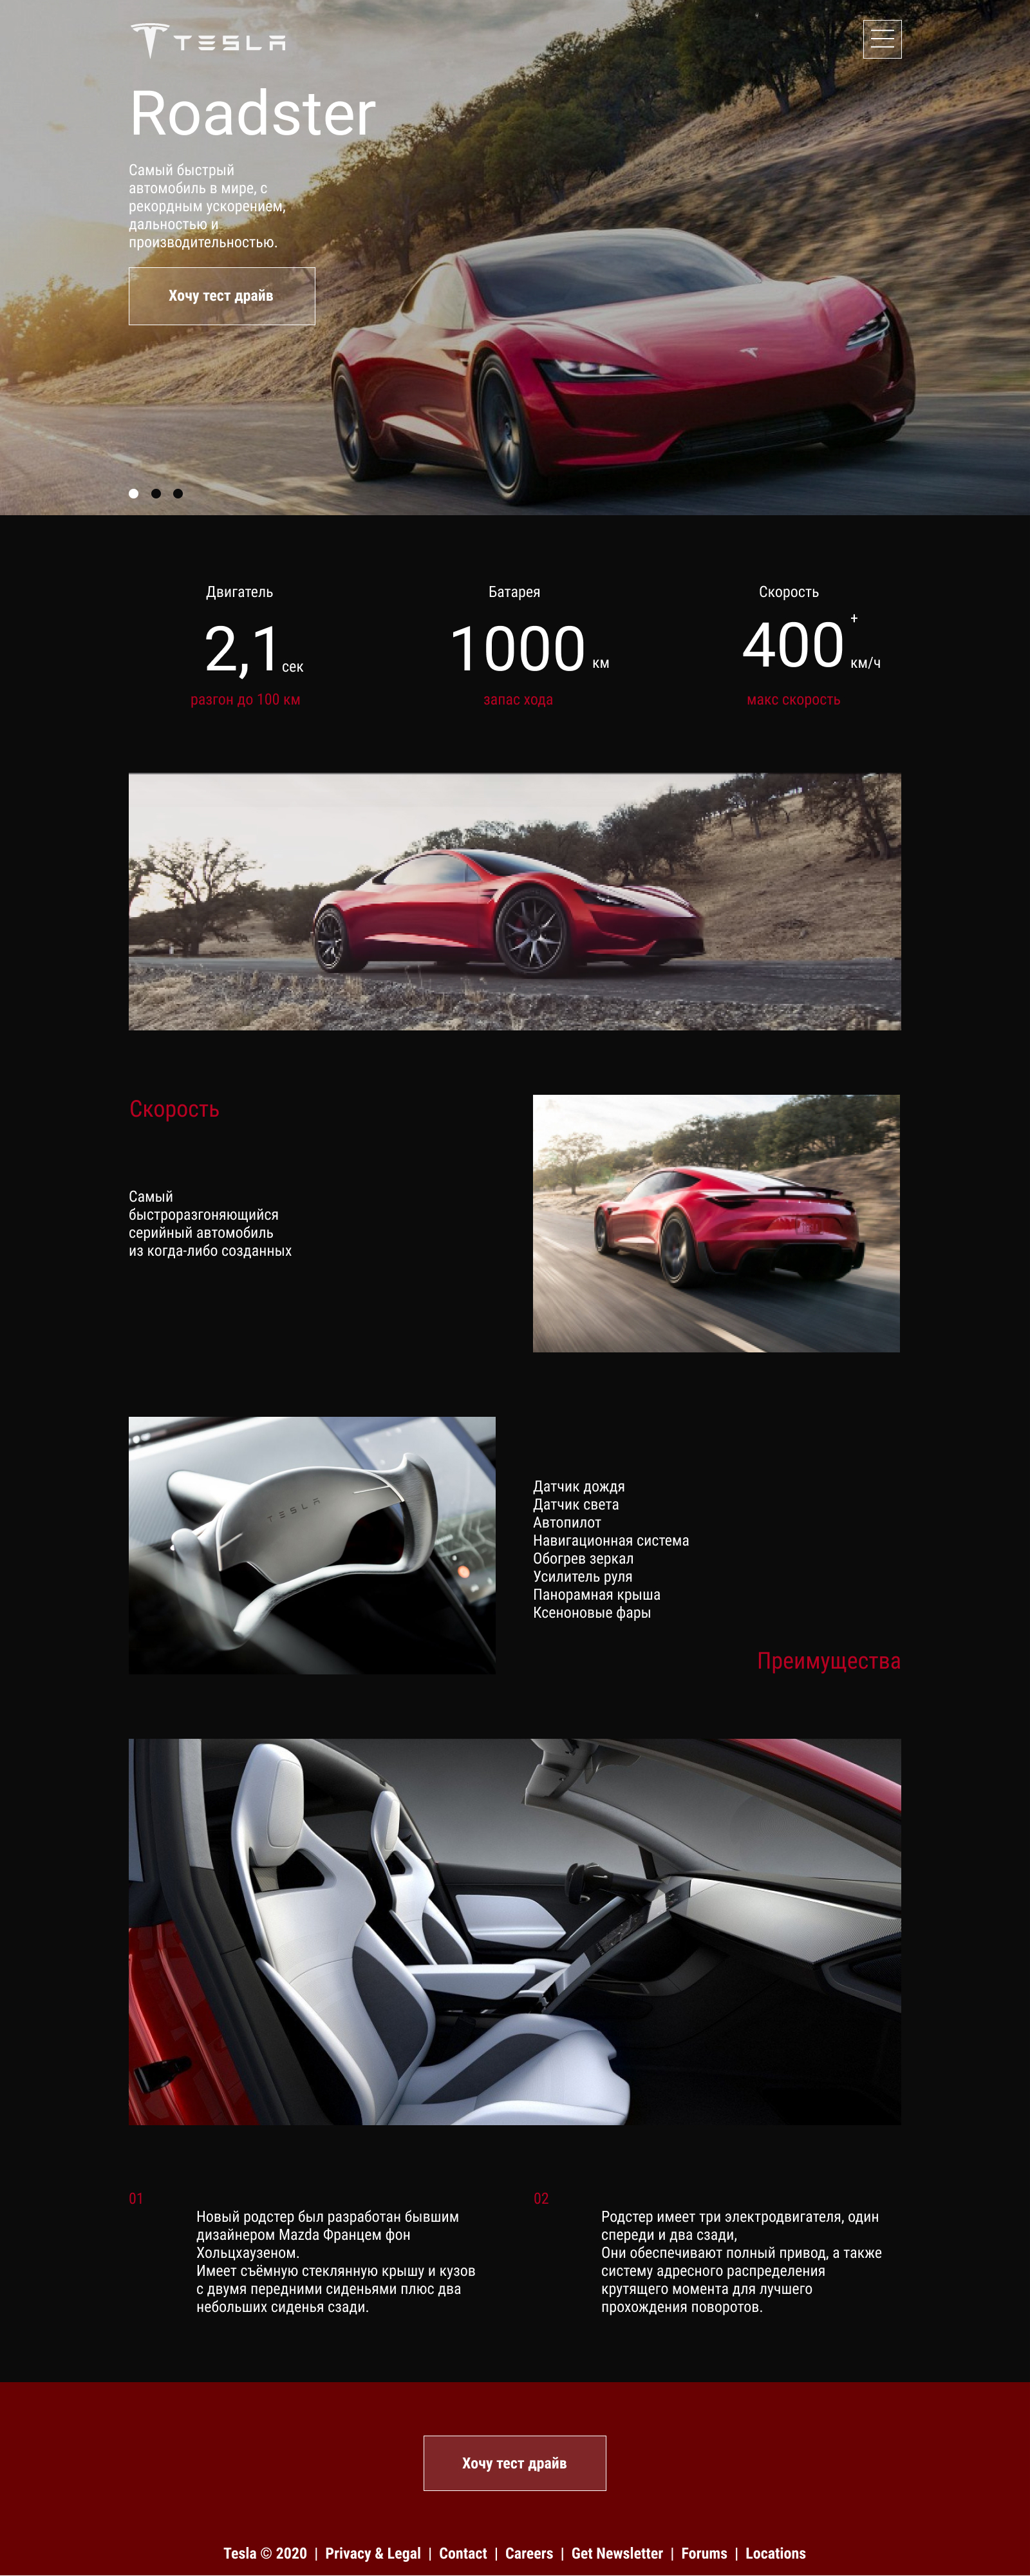 TESLA
Roadster
Самый быстрый
автомобиль в мире, с
рекордным ускорением,
дальностью и
производительностью.
Хочу тест драйв
Двигатель
2,1 сек
разгон до 100 км
Батарея
1000 км
запас хода
Скорость
400 + км/ч
макс скорость
Скорость
Самый
быстроразгоняющийся
серийный автомобиль
из когда-либо созданных
TESLA
Датчик дождя
Датчик света
Автопилот
Навигационная система
Обогрев зеркал
Усилитель руля
Панорамная крыша
Ксеноновые фары
Преимущества
01
Новый родстер был разработан бывшим
дизайнером Mazda Францем фон
Хольцхаузеном.
Имеет съёмную стеклянную крышу и кузов
с двумя передними сиденьями плюс два
небольших сиденья сзади.
02
Родстер имеет три электродвигателя, один
спереди и два сзади,
Они обеспечивают полный привод, а также
систему адресного распределения
крутящего момента для лучшего
прохождения поворотов.
Хочу тест драйв
Tesla © 2020 | Privacy & Legal | Contact | Careers | Get Newsletter | Forums | Locations